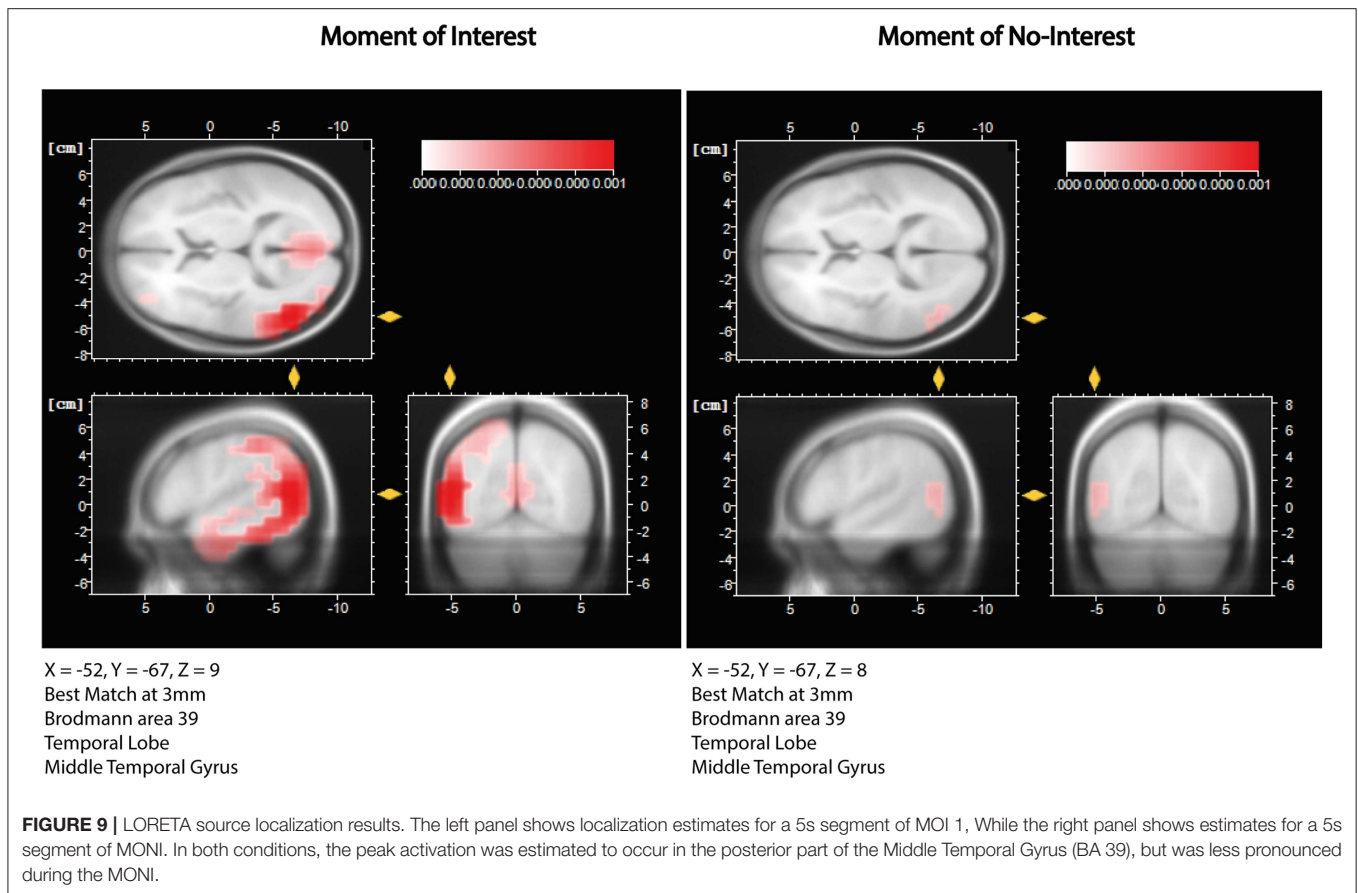 Moment of Interest
Moment of No-Interest
5 0 -5 -10
[cm]
6
4
2
0
-2
-4
-6
-8
.000 0.000 0.000 0.000 0.000 0.001
[cm]
6
4
2
0
-2
-4
-6
5 0 -5 -10
8
6
4
2
0
-2
-4
-6
-5 0 5
5 0 -5 -10
[cm]
6
4
2
0
-2
-4
-6
-8
.000 0.000 0.000 0.000 0.000 0.001
[cm]
6
4
2
0
-2
-4
-6
5 0 -5 -10
8
6
4
2
0
-2
-4
-6
-5 0 5
X = -52, Y = -67, Z = 9
Best Match at 3mm
Brodmann area 39
Temporal Lobe
Middle Temporal Gyrus
X = -52, Y = -67, Z = 8
Best Match at 3mm
Brodmann area 39
Temporal Lobe
Middle Temporal Gyrus
FIGURE 9 | LORETA source localization results. The left panel shows localization estimates for a 5s segment of MOI 1, While the right panel shows estimates for a 5s
segment of MONI. In both conditions, the peak activation was estimated to occur in the posterior part of the Middle Temporal Gyrus (BA 39), but was less pronounced
during the MONI.